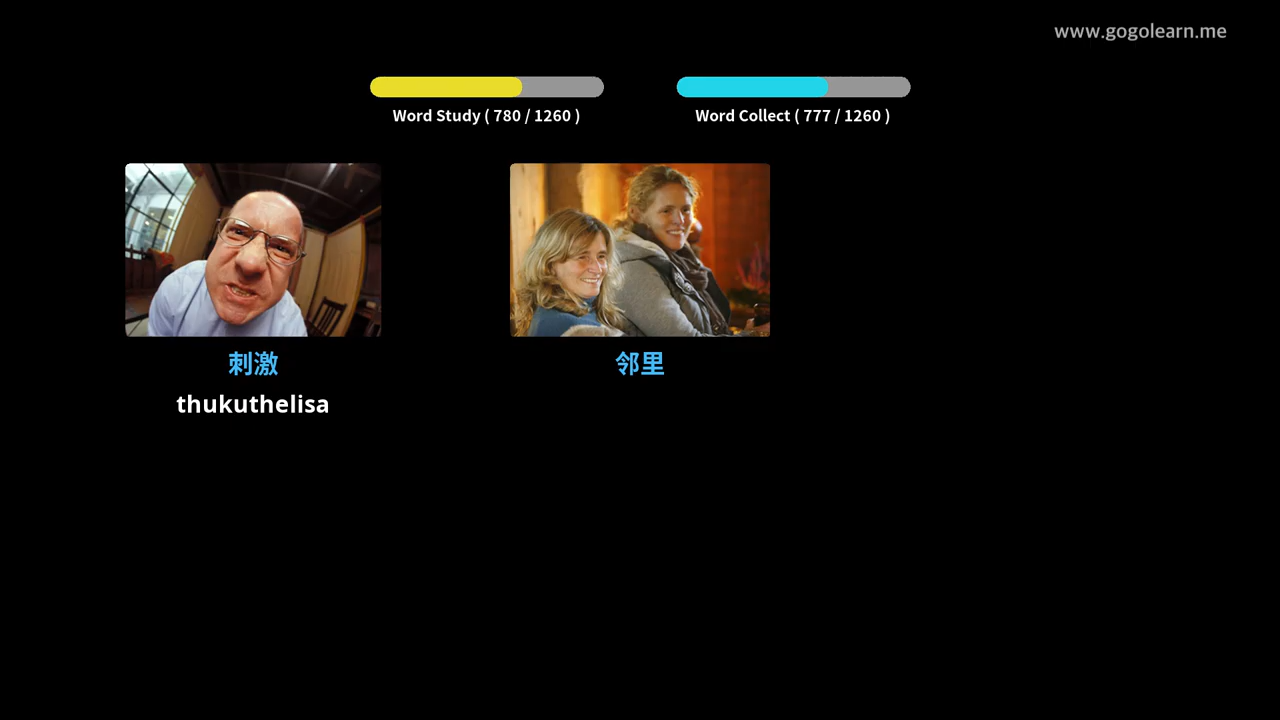 www.gogolearn.me
Word Study ( 780 / 1260 )
Word Collect ( 777 / 1260 )
刺激
邻里
thukuthelisa